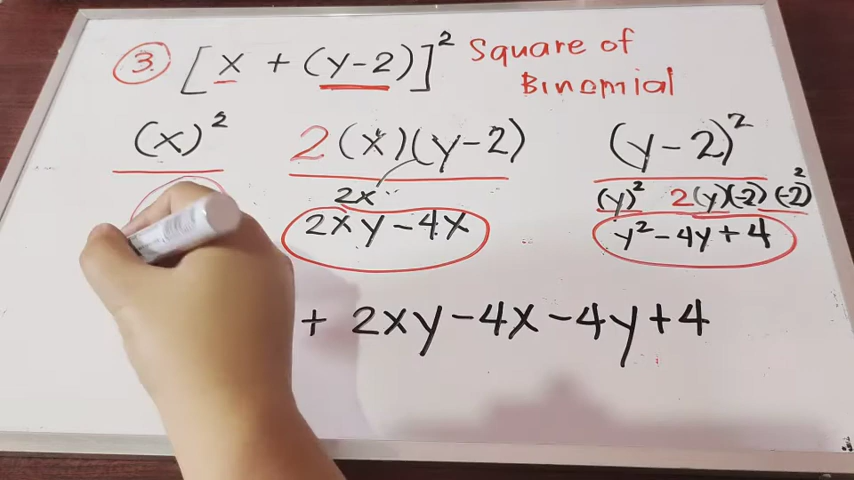 3. [x + (y-2)]² Square of
Binomial
(x)² 2(x)(y-2) (y-2)²
2x (y)² 2(y)(-2) (-2)²
2xy-4x y²-4y+4
+ 2xy-4x-4y+4